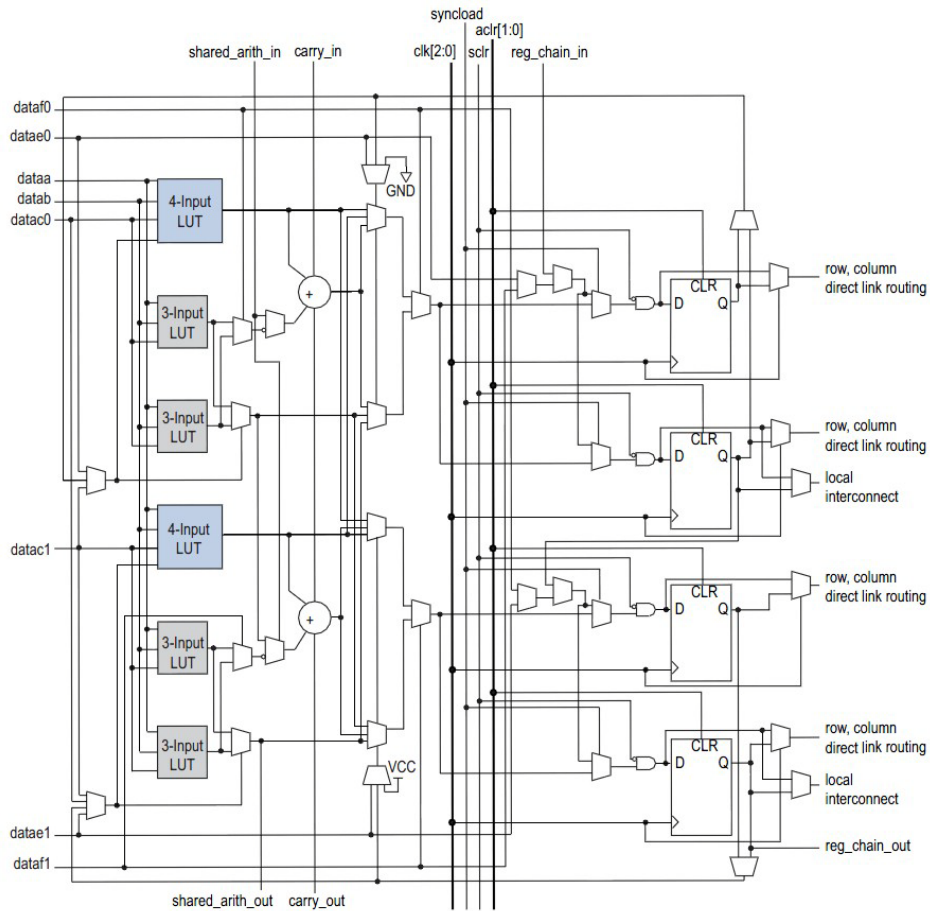 syncload
aclr[1:0]
shared_arith_in
carry_in
clk[2:0]
sclr
reg_chain_in
dataf0
datae0
dataa
datab
datac0
GND
4-Input
LUT
CLR
D
Q
row, column
direct link routing
+
3-Input
LUT
3-Input
LUT
CLR
D
Q
row, column
direct link routing
local
interconnect
4-Input
LUT
datac1
CLR
D
Q
row, column
direct link routing
+
3-Input
LUT
3-Input
LUT
VCC
CLR
D
Q
row, column
direct link routing
local
interconnect
datae1
dataf1
reg_chain_out
shared_arith_out
carry_out